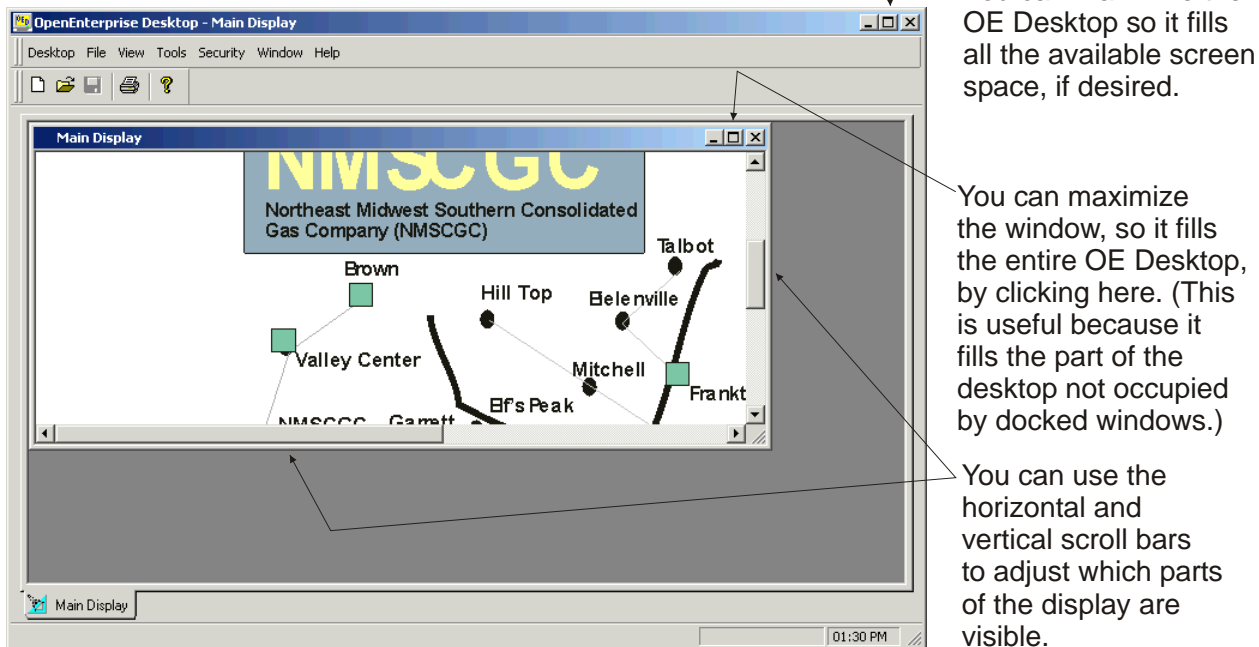 OpenEnterprise Desktop - Main Display
Desktop File View Tools Security Window Help
Main Display
NMSCGC
Northeast Midwest Southern Consolidated
Gas Company (NMSCGC)
Talbot
Brown
Hill Top
Belenville
Valley Center
Mitchell
Frankt
Elf's Peak
NMSCGC Garrett
Main Display
01:30 PM
OE Desktop so it fills
all the available screen
space, if desired.
You can maximize
the window, so it fills
the entire OE Desktop,
by clicking here. (This
is useful because it
fills the part of the
desktop not occupied
by docked windows.)
You can use the
horizontal and
vertical scroll bars
to adjust which parts
of the display are
visible.